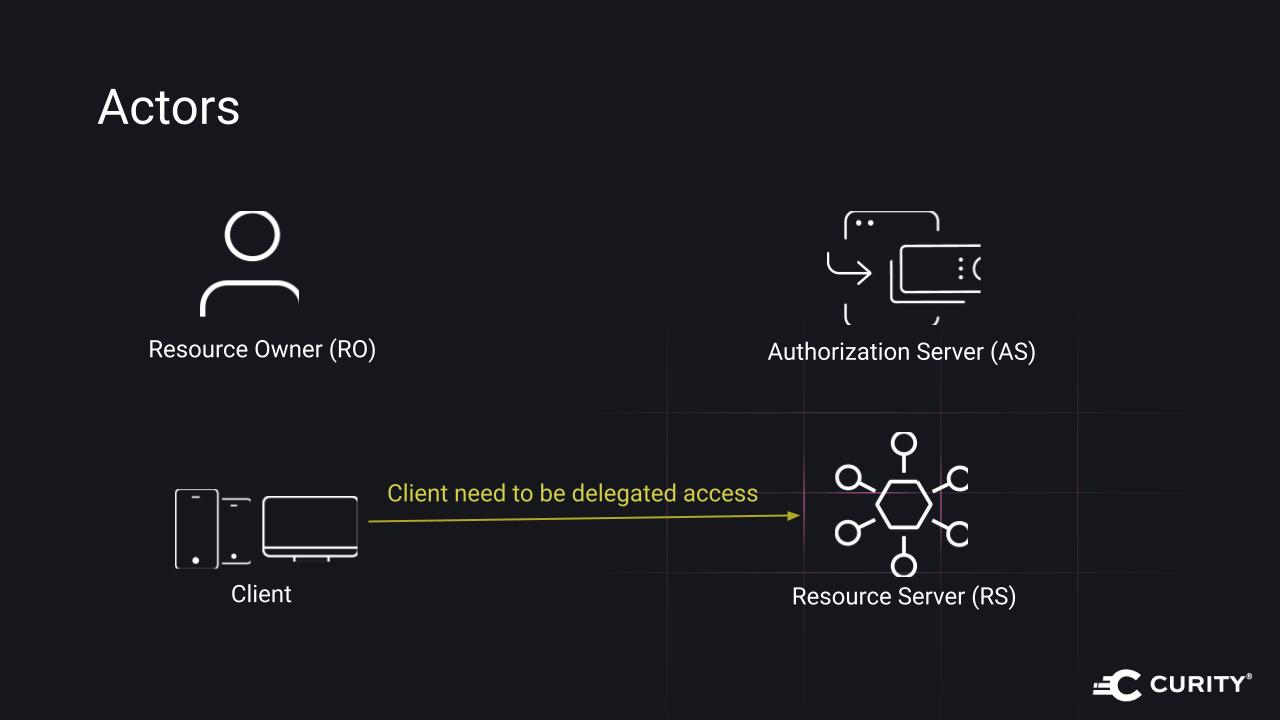 Actors
Resource Owner (RO)
Authorization Server (AS)
Client need to be delegated access
Client
Resource Server (RS)
CURITY®